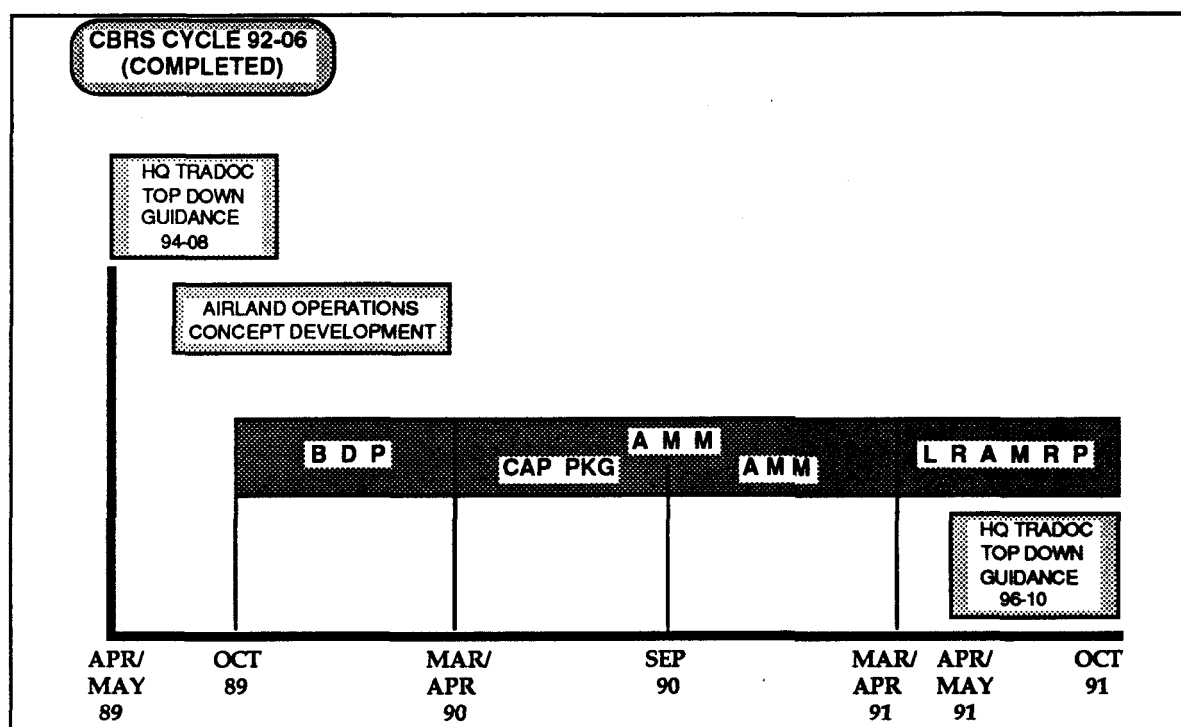 CBRS CYCLE 92-06
(COMPLETED)
HQ TRADOC
TOP DOWN
GUIDANCE
94-08
AIRLAND OPERATIONS
CONCEPT DEVELOPMENT
B D P
CAP PKG
A M M
A M M
L R A M R P
HQ TRADOC
TOP DOWN
GUIDANCE
96-10
APR/
MAY
89
OCT
89
MAR/
APR
90
SEP
90
MAR/
APR
91
APR/
MAY
91
OCT
91